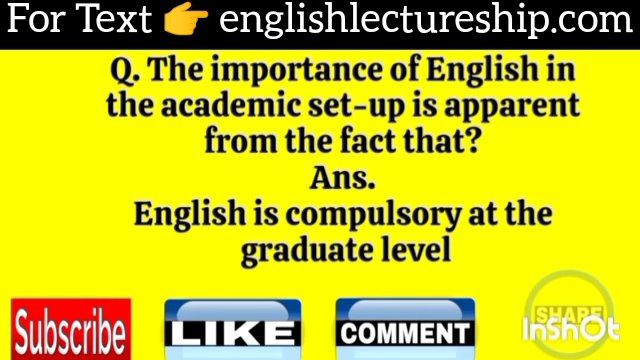 For Text 👉 englishlectureship.com
Q. The importance of English in
the academic set-up is apparent
from the fact that?
Ans.
English is compulsory at the
graduate level
Subscribe
LIKE
COMMENT
SHARE
InShOt